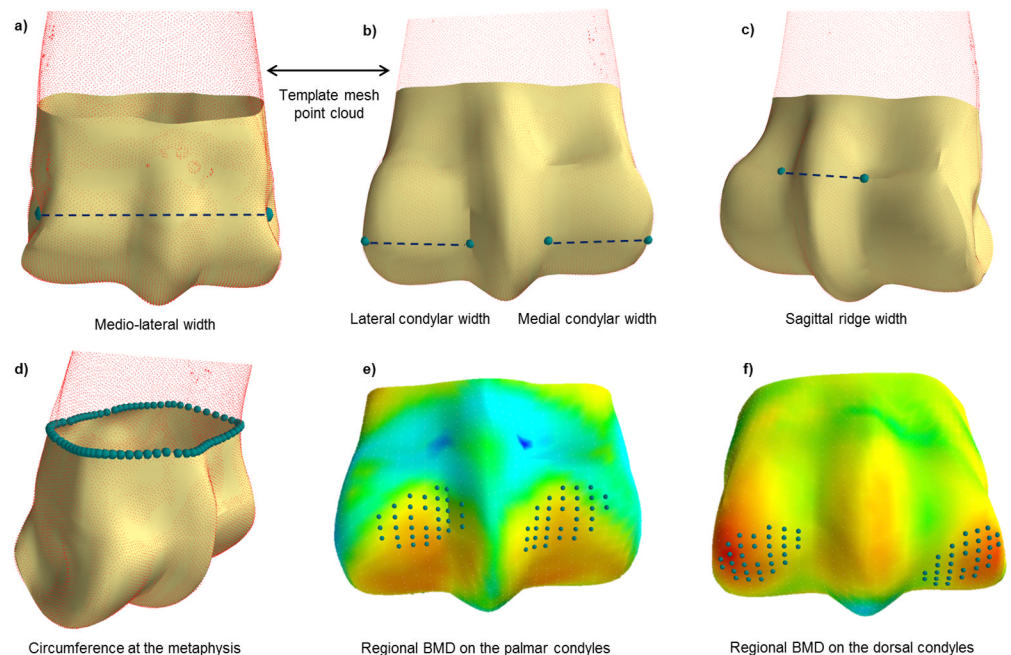 a)
b)
c)
Template mesh
point cloud
Medio-lateral width
Lateral condylar width
Medial condylar width
Sagittal ridge width
d)
e)
f)
Circumference at the metaphysis
Regional BMD on the palmar condyles
Regional BMD on the dorsal condyles